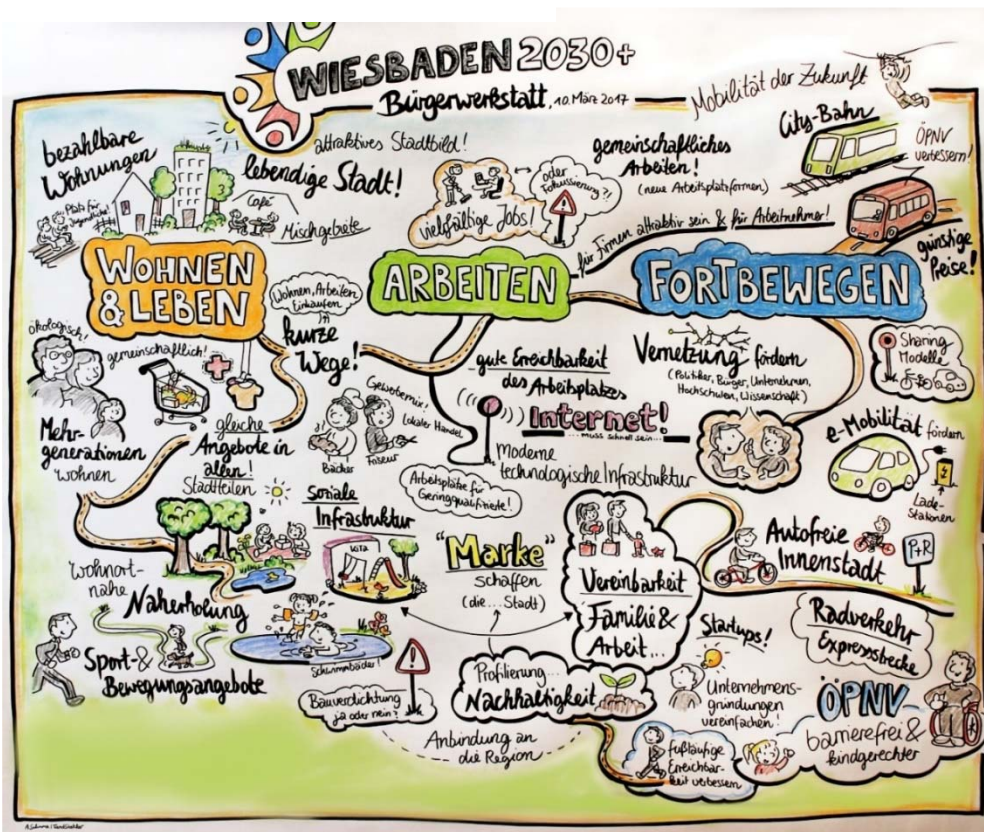 WIESBADEN 2030+
Bürgerwerkstatt, 10. März 2017
Mobilität der Zukunft
bezahlbare
Wohnungen
Platz für
Jugendliche!
attraktives Stadtbild!
lebendige Stadt!
Café
Mischgebiete
WOHNEN
& LEBEN
vielfältige Jobs!
oder
Fokussierung?!
gemeinschaftliches
Arbeiten!
(neue Arbeitsplatzformen)
für Firmen attraktiv sein & für Arbeitnehmer!
ARBEITEN
City-Bahn
ÖPNV
verbessern!
günstige
Preise!
FORTBEWEGEN
ökologisch!
gemeinschaftlich!
Mehr-
generationen
wohnen
gleiche
Angebote in
allen!
Stadtteilen
Wohnen, Arbeiten
Einkaufen
kurze
Wege!
Gewerbemix!
Lokaler Handel
Bäcker
Friseur
gute Erreichbarkeit
des Arbeitsplatzes
Internet!
...muss schnell sein...
moderne
technologische Infrastruktur
Arbeitsplätze für
Geringqualifizierte!
Vernetzung fördern
(Politiker, Bürger, Unternehmen,
Hochschulen, Wissenschaft)
Sharing
Modelle
e-Mobilität fördern
Lade-
Stationen
soziale
Infrastruktur
KITA
wohnort-
nahe
Naherholung
Schwimmbäder!
Sport- &
Bewegungsangebote
"Marke"
schaffen
(die ... Stadt)
Vereinbarkeit
Familie &
Arbeit...
Autofreie
Innenstadt
P+R
Radverkehr
Expressstrecke
Startups!
Unternehmens-
gründungen
vereinfachen!
Profilierung...
Nachhaltigkeit
Bauverdichtung
ja oder nein?
Anbindung an
die Region
fußläufige
Erreichbar-
keit verbessern
ÖPNV
barrierefrei &
kindgerechter